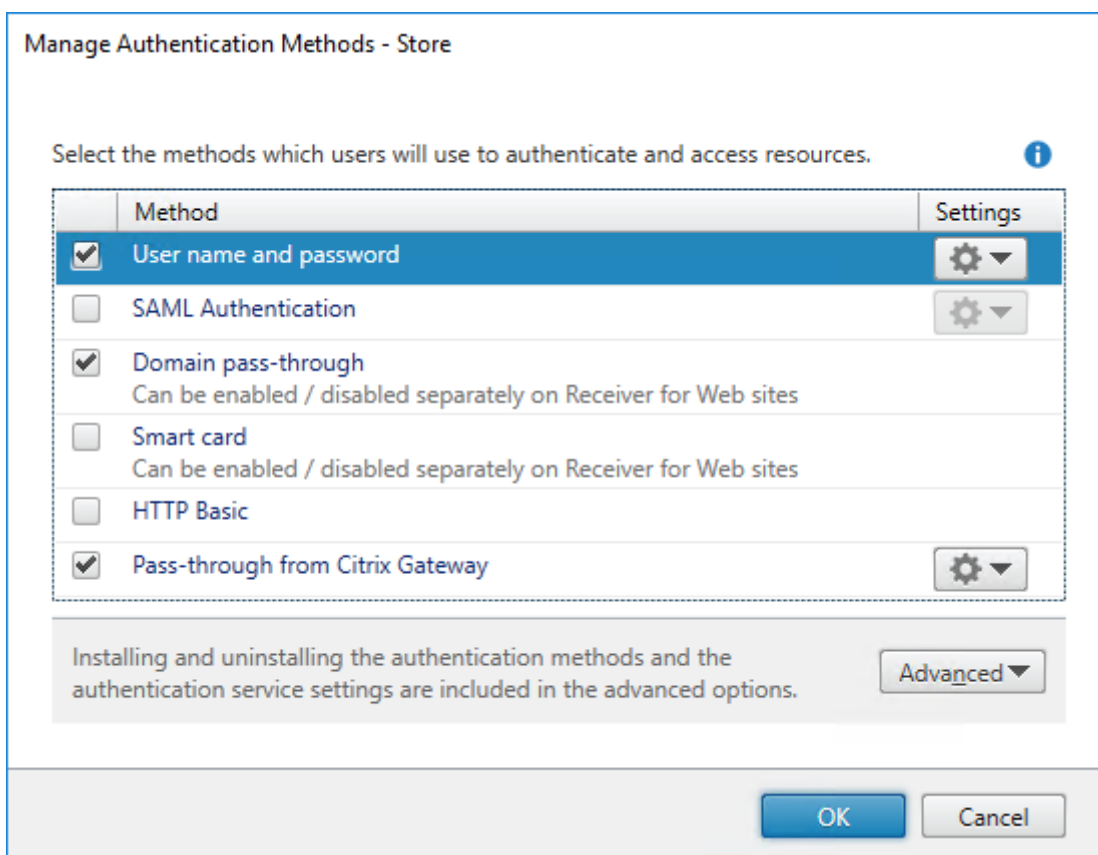 Manage Authentication Methods - Store
Select the methods which users will use to authenticate and access resources.
Method Settings
User name and password
SAML Authentication
Domain pass-through
Can be enabled / disabled separately on Receiver for Web sites
Smart card
Can be enabled / disabled separately on Receiver for Web sites
HTTP Basic
Pass-through from Citrix Gateway
Installing and uninstalling the authentication methods and the
authentication service settings are included in the advanced options.
Advanced
OK Cancel